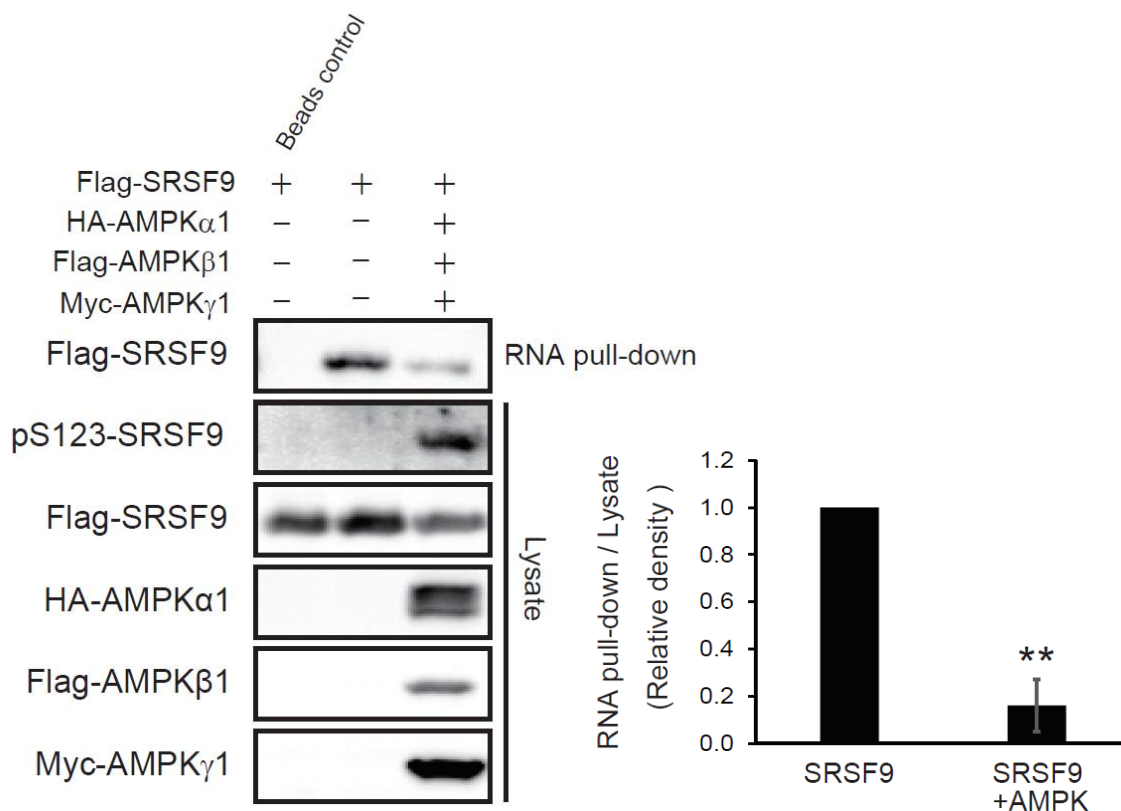 Beads control
Flag-SRSF9 + + +
HA-AMPKα1 – – +
Flag-AMPKβ1 – – +
Myc-AMPKγ1 – – +
Flag-SRSF9
RNA pull-down
pS123-SRSF9
Flag-SRSF9
HA-AMPKα1
Flag-AMPKβ1
Myc-AMPKγ1
Lysate
RNA pull-down / Lysate
(Relative density )
1.2
1.0
0.8
0.6
0.4
0.2
0.0
**
SRSF9
SRSF9
+AMPK